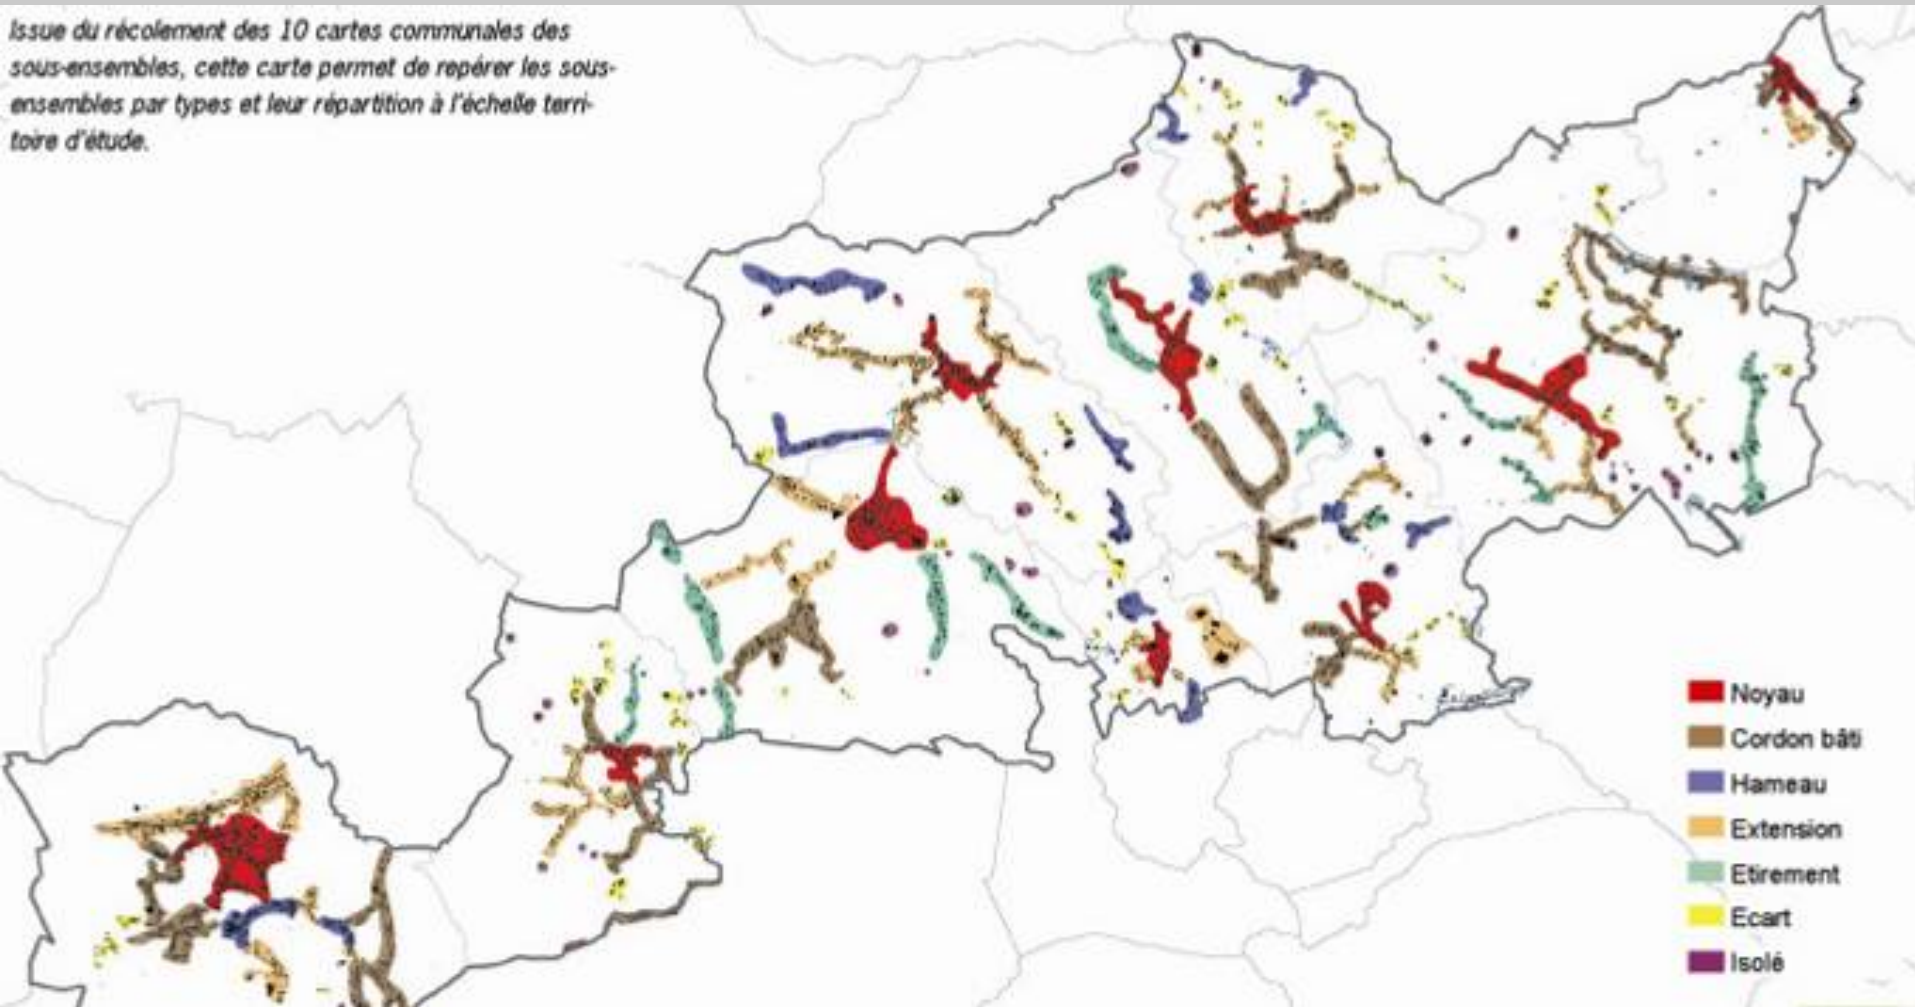 Issue du récolement des 10 cartes communales des
sous-ensembles, cette carte permet de repérer les sous-
ensembles par types et leur répartition à l'échelle terri-
toire d'étude.
Noyau
Cordon bâti
Hameau
Extension
Etirement
Ecart
Isolé